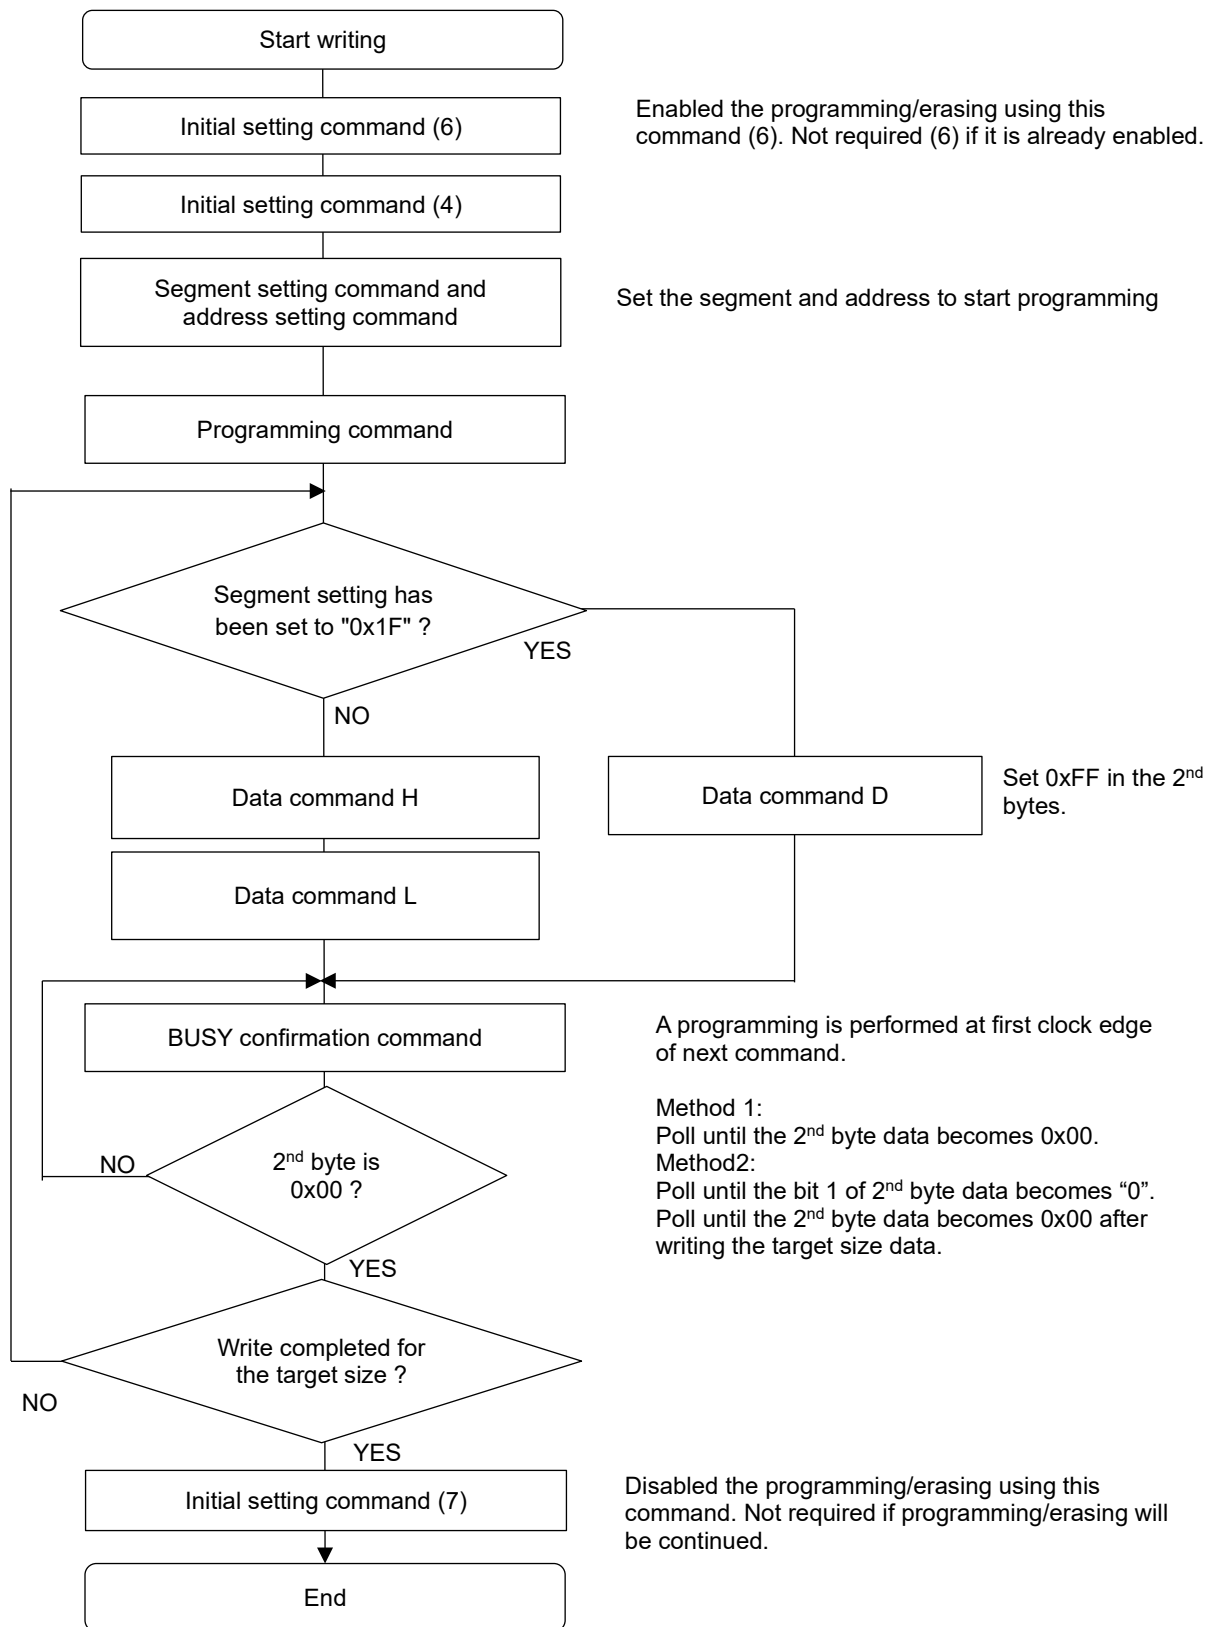 Start writing
Initial setting command (6)
Enabled the programming/erasing using this
command (6). Not required (6) if it is already enabled.
Initial setting command (4)
Segment setting command and
address setting command
Set the segment and address to start programming
Programming command
Segment setting has
been set to "0x1F" ?
YES
NO
Data command H
Data command D
Set 0xFF in the 2nd
bytes.
Data command L
BUSY confirmation command
A programming is performed at first clock edge
of next command.
Method 1:
Poll until the 2nd byte data becomes 0x00.
Method2:
Poll until the bit 1 of 2nd byte data becomes “0”.
Poll until the 2nd byte data becomes 0x00 after
writing the target size data.
NO
2nd byte is
0x00 ?
YES
Write completed for
the target size ?
NO
YES
Initial setting command (7)
Disabled the programming/erasing using this
command. Not required if programming/erasing will
be continued.
End